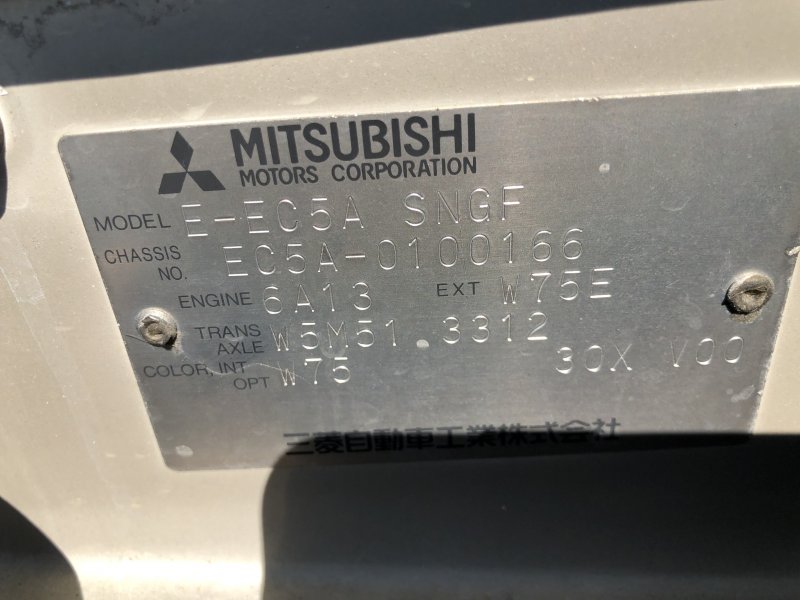 MITSUBISHI
MOTORS CORPORATION
MODEL E-EC5A SNGF
CHASSIS NO. EC5A-0100166
ENGINE 6A13 EXT W75E
TRANS AXLE W5M51.3312
COLOR, INT OPT W75 30X V00
三菱自動車工業株式会社